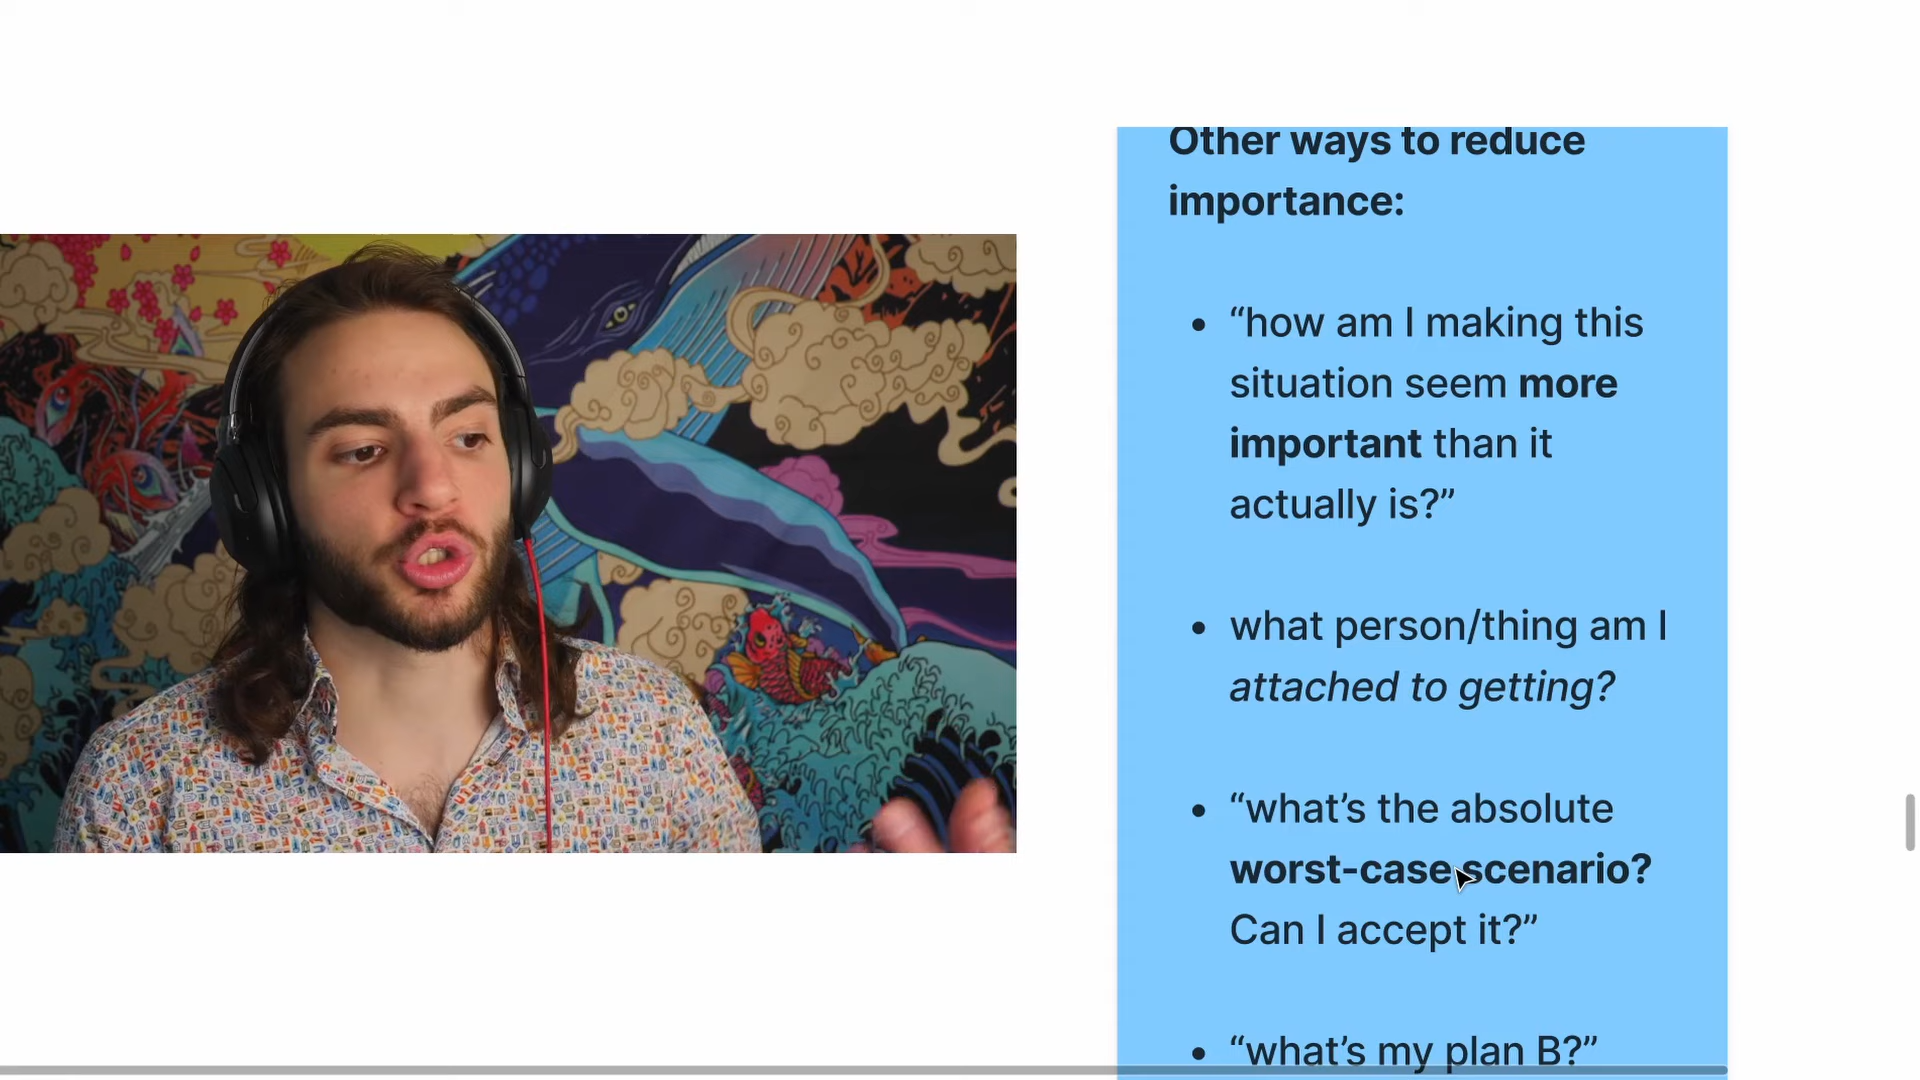 Other ways to reduce
importance:
• “how am I making this
situation seem more
important than it
actually is?”
• what person/thing am I
attached to getting?
• “what’s the absolute
worst-case scenario?
Can I accept it?”
• “what’s my plan B?”